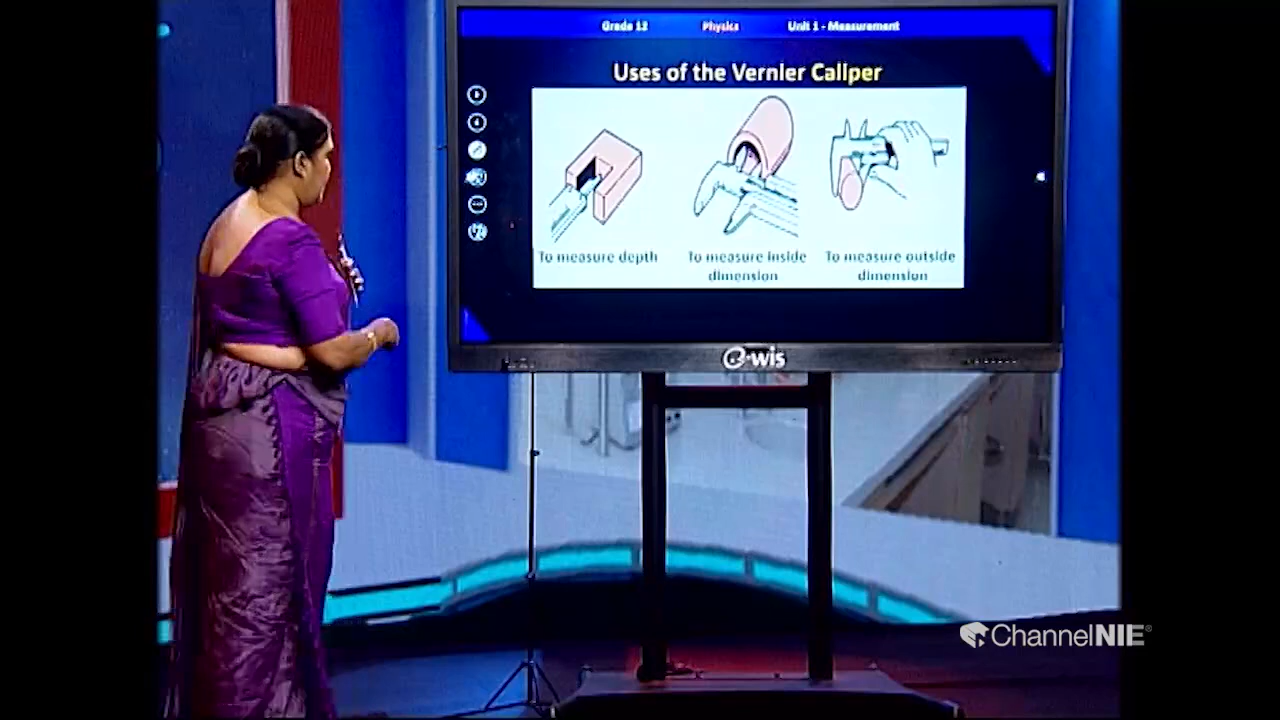 Grade 12 Physics Unit 1 - Measurement
Uses of the Vernier Caliper
To measure depth
To measure inside
dimension
To measure outside
dimension
e-wis
ChannelNIE